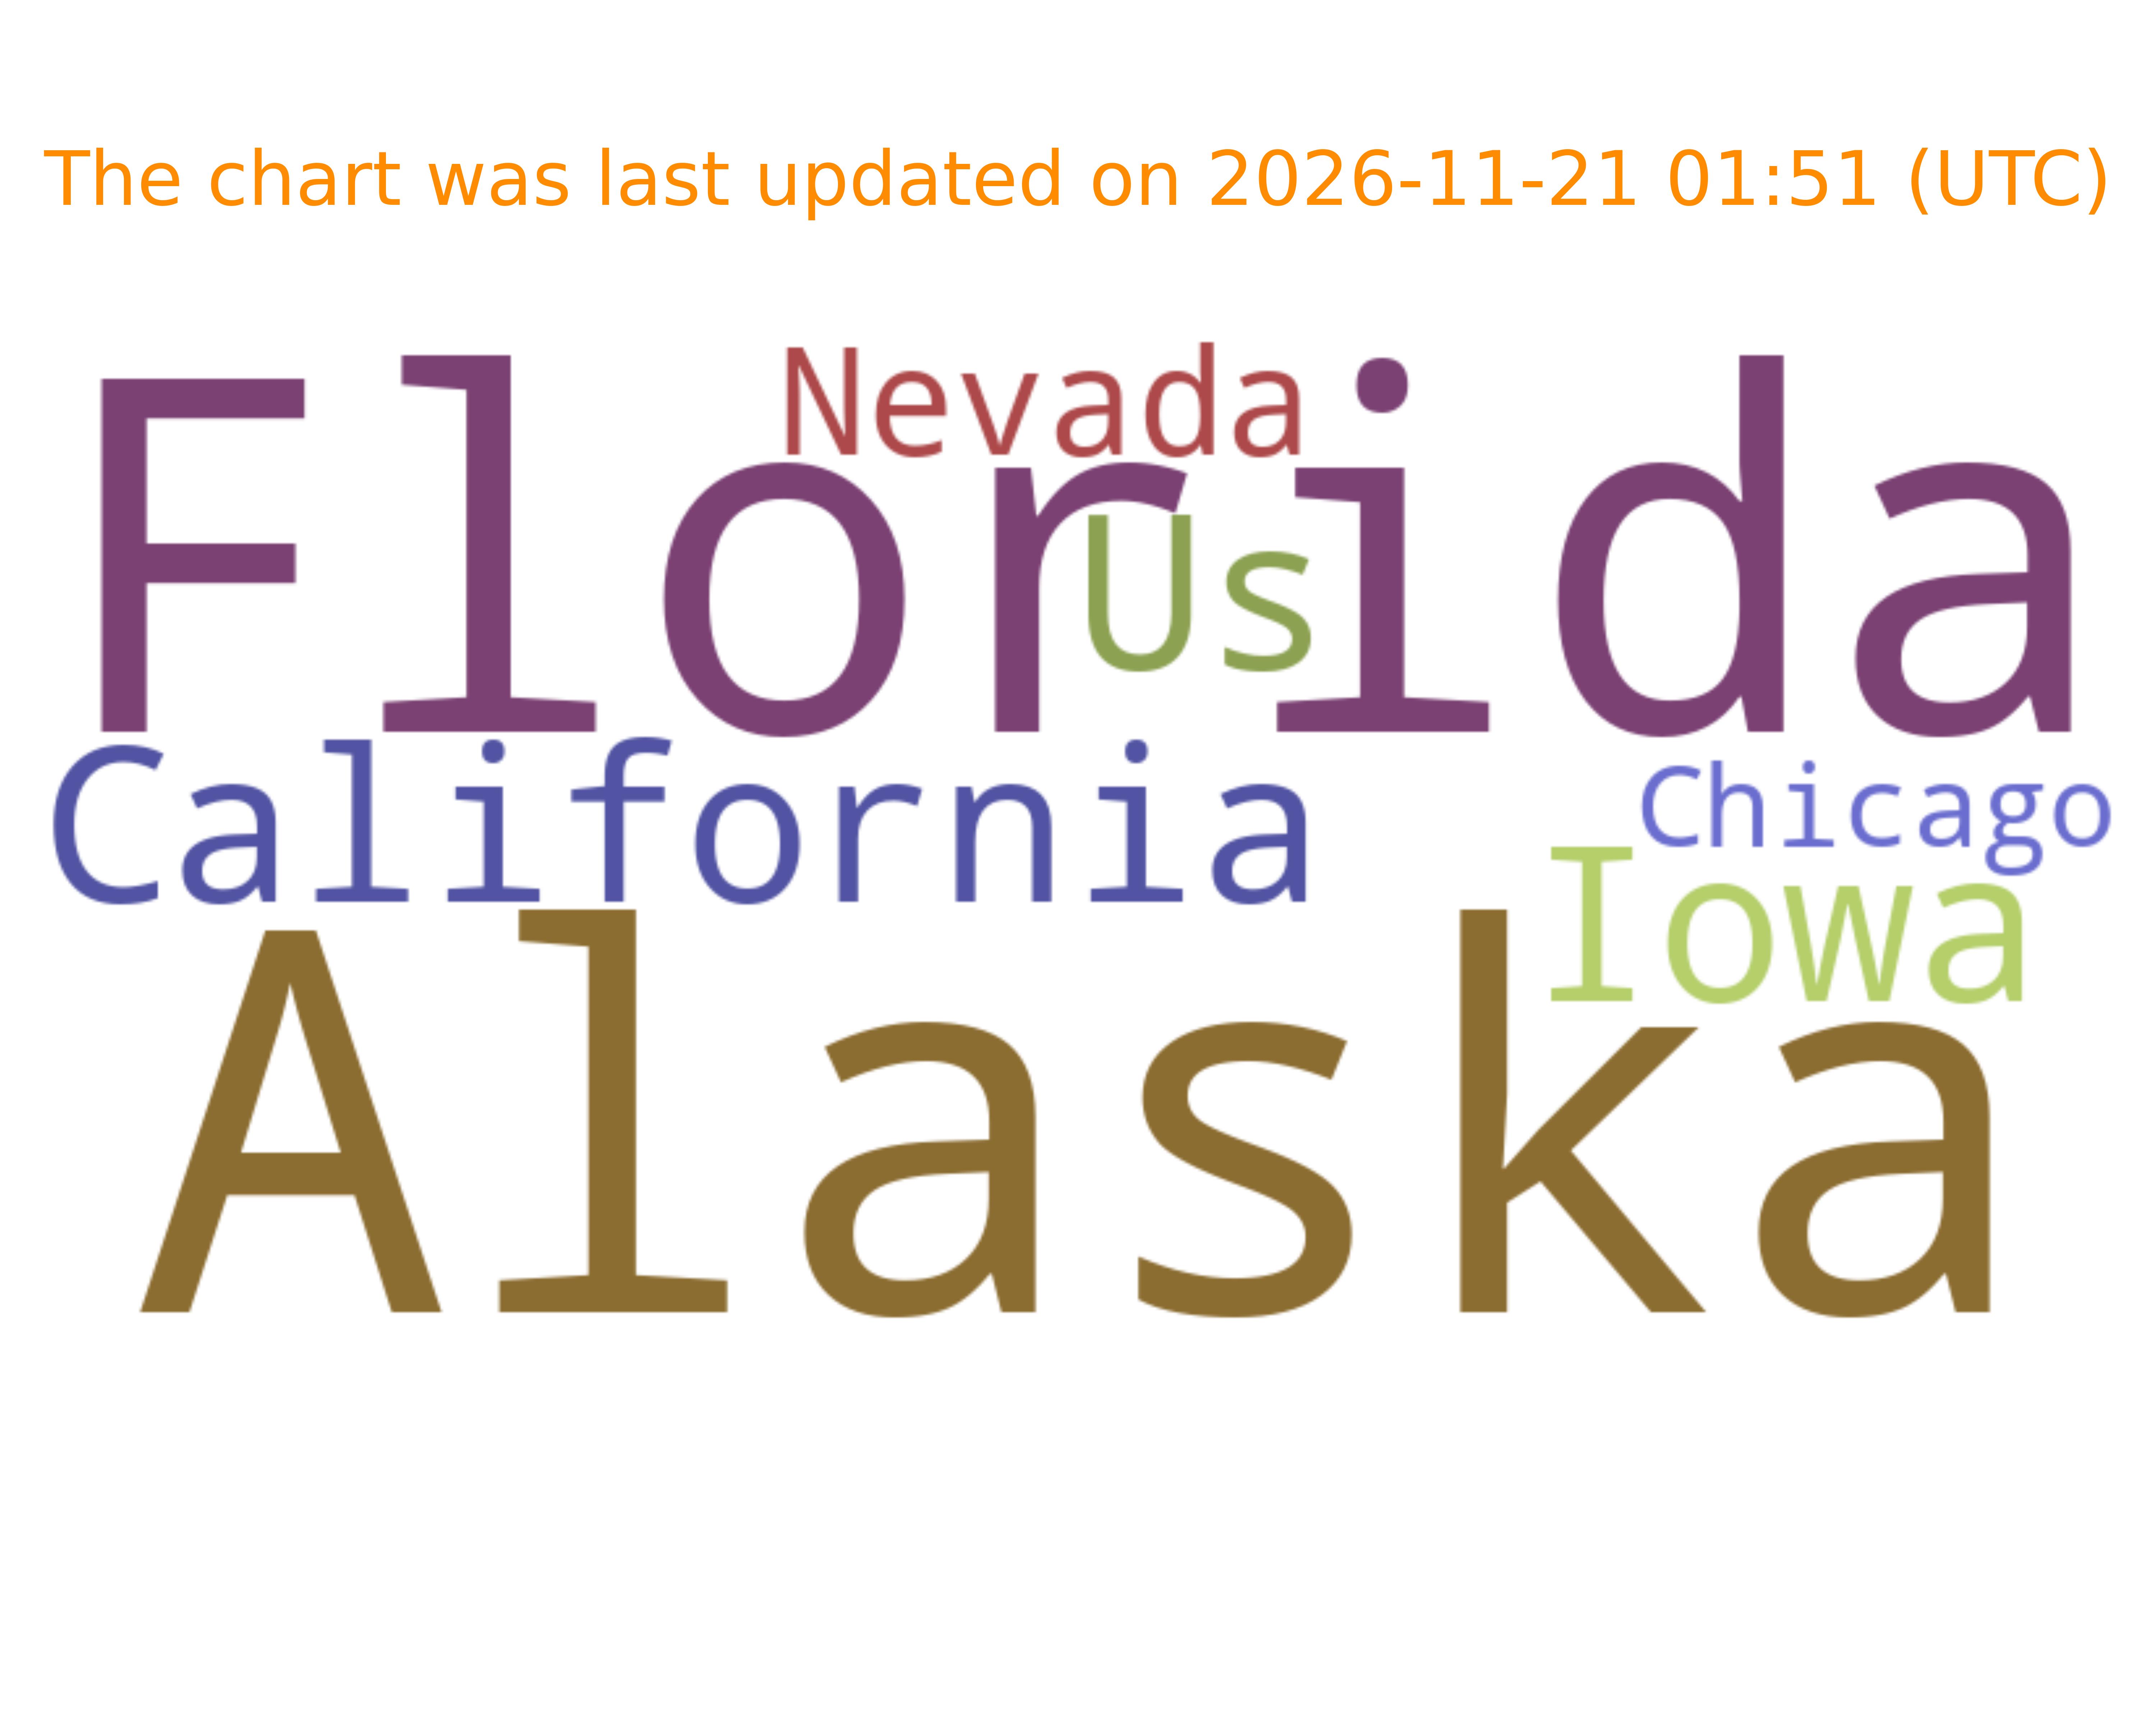 The chart was last updated on 2026-11-21 01:51 (UTC)
Nevada
Florida
Us
California
Chicago
Iowa
Alaska